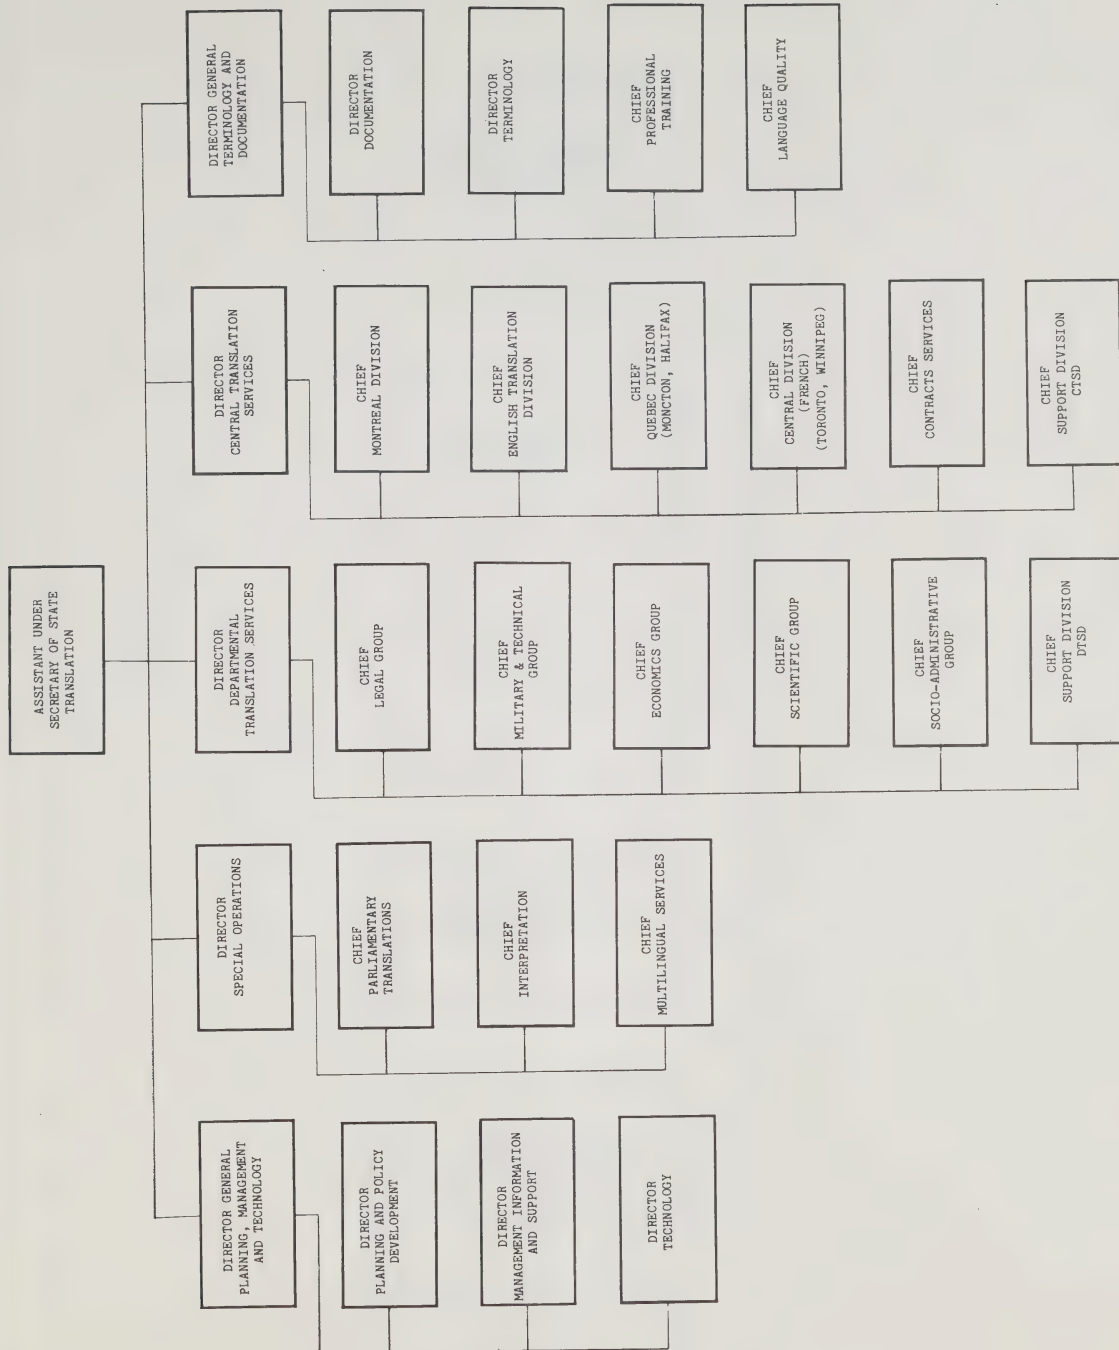 ASSISTANT UNDER
SECRETARY OF STATE
TRANSLATION
DIRECTOR GENERAL
PLANNING, MANAGEMENT
AND TECHNOLOGY
DIRECTOR
PLANNING AND POLICY
DEVELOPMENT
DIRECTOR
MANAGEMENT INFORMATION
AND SUPPORT
DIRECTOR
TECHNOLOGY
DIRECTOR
SPECIAL OPERATIONS
CHIEF
PARLIAMENTARY
TRANSLATIONS
CHIEF
INTERPRETATION
CHIEF
MULTILINGUAL SERVICES
DIRECTOR
DEPARTMENTAL
TRANSLATION SERVICES
CHIEF
LEGAL GROUP
CHIEF
MILITARY & TECHNICAL
GROUP
CHIEF
ECONOMICS GROUP
CHIEF
SCIENTIFIC GROUP
CHIEF
SOCIO-ADMINISTRATIVE
GROUP
CHIEF
SUPPORT DIVISION
DTSD
DIRECTOR
CENTRAL TRANSLATION
SERVICES
CHIEF
MONTREAL DIVISION
CHIEF
ENGLISH TRANSLATION
DIVISION
CHIEF
QUEBEC DIVISION
(MONCTON, HALIFAX)
CHIEF
CENTRAL DIVISION
(FRENCH)
(TORONTO, WINNIPEG)
CHIEF
CONTRACTS SERVICES
CHIEF
SUPPORT DIVISION
CTSD
DIRECTOR GENERAL
TERMINOLOGY AND
DOCUMENTATION
DIRECTOR
DOCUMENTATION
DIRECTOR
TERMINOLOGY
CHIEF
PROFESSIONAL
TRAINING
CHIEF
LANGUAGE QUALITY